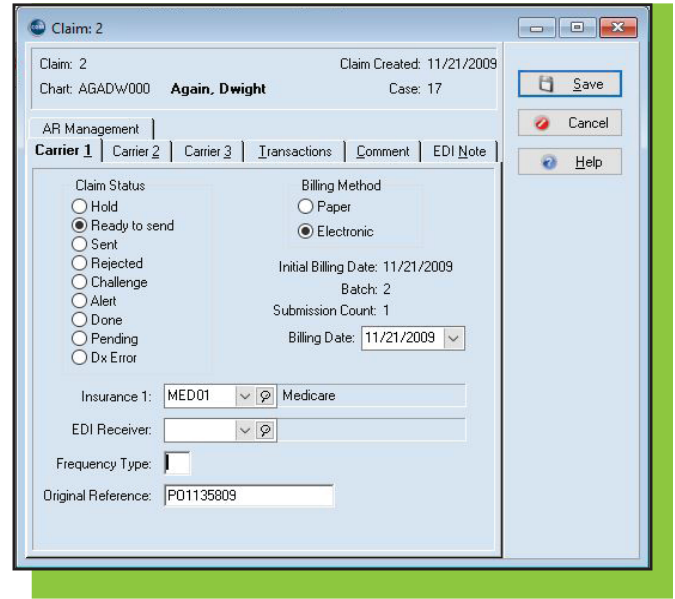 Claim: 2
Claim: 2 Claim Created: 11/21/2009
Chart: AGADW000 Again, Dwight Case: 17
Save
Cancel
Help
AR Management
Carrier 1 Carrier 2 Carrier 3 Transactions Comment EDI Note
Claim Status Billing Method
Hold Paper
Ready to send Electronic
Sent
Rejected Initial Billing Date: 11/21/2009
Challenge Batch: 2
Alert Submission Count: 1
Done
Pending Billing Date: 11/21/2009
Dx Error
Insurance 1: MED01 Medicare
EDI Receiver:
Frequency Type:
Original Reference: PO1135809